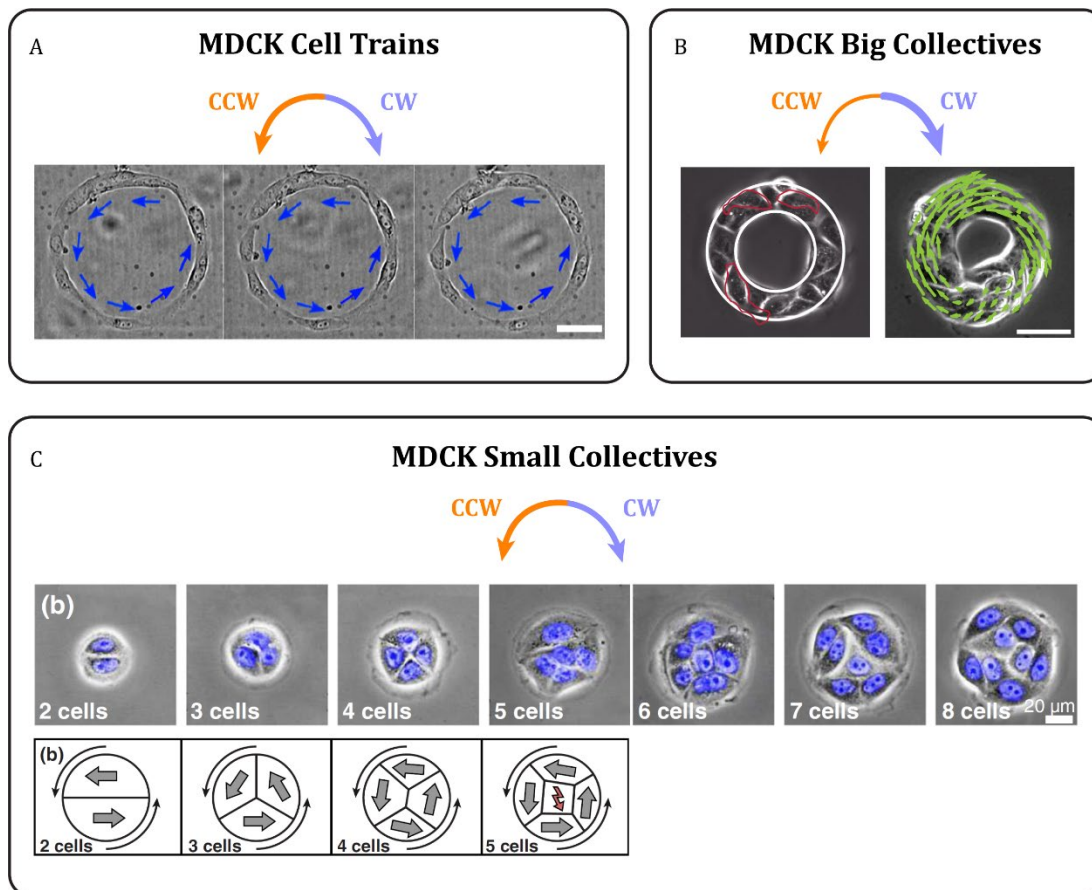 A
MDCK Cell Trains
CCW
CW
B
MDCK Big Collectives
CCW
CW
C
MDCK Small Collectives
CCW
CW
(b)
2 cells
3 cells
4 cells
5 cells
6 cells
7 cells
8 cells
20 µm
(b)
2 cells
3 cells
4 cells
5 cells